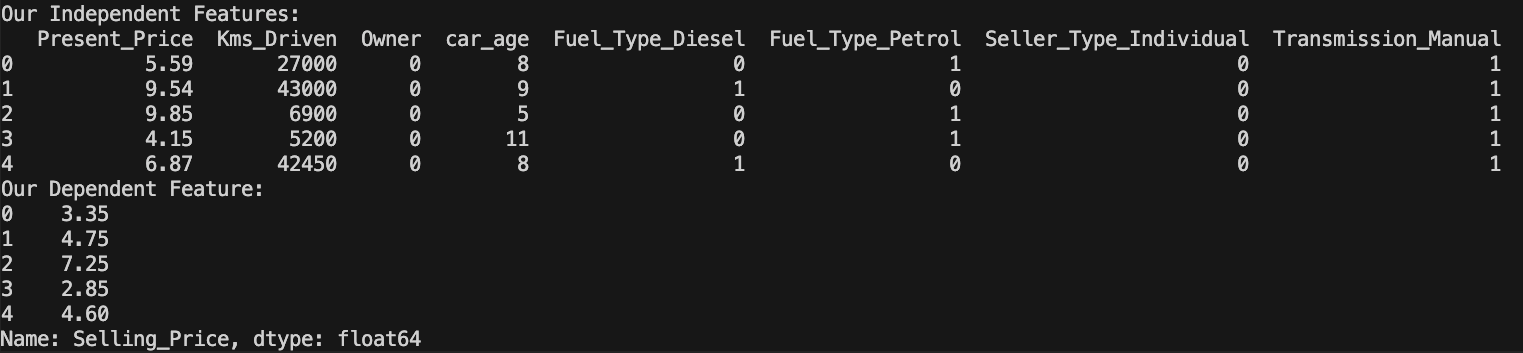 Our Independent Features:
   Present_Price  Kms_Driven  Owner  car_age  Fuel_Type_Diesel  Fuel_Type_Petrol  Seller_Type_Individual  Transmission_Manual
0           5.59       27000      0        8                 0                 1                       0                    1
1           9.54       43000      0        9                 1                 0                       0                    1
2           9.85        6900      0        5                 0                 1                       0                    1
3           4.15        5200      0       11                 0                 1                       0                    1
4           6.87       42450      0        8                 1                 0                       0                    1
Our Dependent Feature:
0    3.35
1    4.75
2    7.25
3    2.85
4    4.60
Name: Selling_Price, dtype: float64